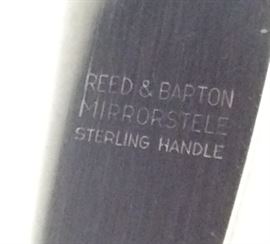 REED & BARTON
MIRRORSTELE
STERLING HANDLE